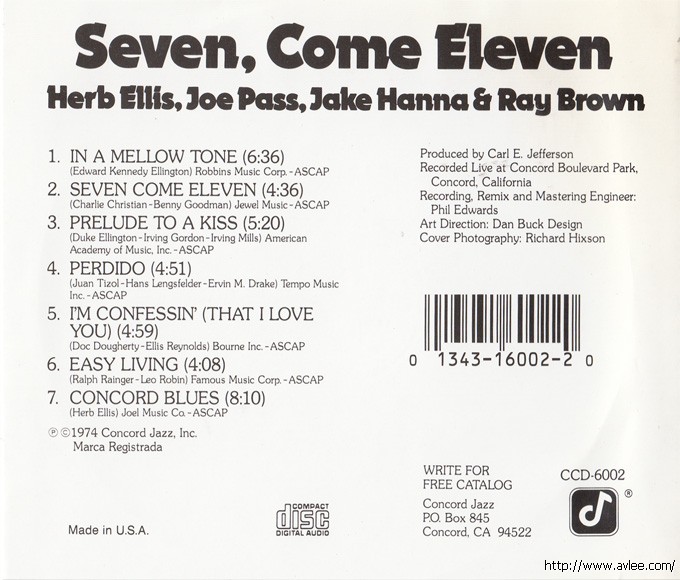 Seven, Come Eleven
Herb Ellis, Joe Pass, Jake Hanna & Ray Brown
1. IN A MELLOW TONE (6:36)
(Edward Kennedy Ellington) Robbins Music Corp.-ASCAP
2. SEVEN COME ELEVEN (4:36)
(Charlie Christian-Benny Goodman) Jewel Music-ASCAP
3. PRELUDE TO A KISS (5:20)
(Duke Ellington-Irving Gordon-Irving Mills) American
Academy of Music, Inc.-ASCAP
4. PERDIDO (4:51)
(Juan Tizol-Hans Lengsfelder-Ervin M. Drake) Tempo Music
Inc.-ASCAP
5. I'M CONFESSIN' (THAT I LOVE
YOU) (4:59)
(Doc Dougherty-Ellis Reynolds) Bourne Inc.-ASCAP
6. EASY LIVING (4:08)
(Ralph Rainger-Leo Robin) Famous Music Corp.-ASCAP
7. CONCORD BLUES (8:10)
(Herb Ellis) Joel Music Co.-ASCAP
℗ ©1974 Concord Jazz, Inc.
Marca Registrada
Produced by Carl E. Jefferson
Recorded Live at Concord Boulevard Park,
Concord, California
Recording, Remix and Mastering Engineer:
Phil Edwards
Art Direction: Dan Buck Design
Cover Photography: Richard Hixson
0 1343-16002-2 0
WRITE FOR
FREE CATALOG
Concord Jazz
P.O. Box 845
Concord, CA 94522
CCD-6002
®
Made in U.S.A.
COMPACT
disc
DIGITAL AUDIO
http://www.avlee.com/